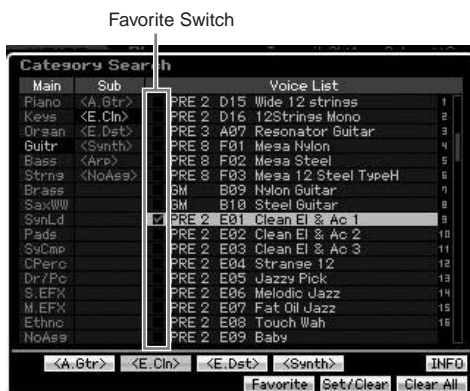 Favorite Switch
Category Search
Main Sub Voice List
Piano <A.Gtr> PRE 2 D15 Wide 12 strings 1
Keys <E.Cln> PRE 2 D16 12Strings Mono 2
Organ <E.Dst> PRE 3 A07 Resonator Guitar 3
Guitr <Synth> PRE 8 F01 Mega Nylon 4
Bass <Arp> PRE 8 F02 Mega Steel 5
Strng <NoAsg> PRE 8 F03 Mega 12 Steel TypeH 6
Brass GM B09 Nylon Guitar 7
SaxWW GM B10 Steel Guitar 8
SynLd PRE 2 E01 Clean El & Ac 1 9
Pads PRE 2 E02 Clean El & Ac 2 10
SyCmp PRE 2 E03 Clean El & Ac 3 11
CPerc PRE 2 E04 Strange 12 12
Dr/Pc PRE 2 E05 Jazzy Pick 13
S.EFX PRE 2 E06 Melodic Jazz 14
M.EFX PRE 2 E07 Fat Oil Jazz 15
Ethnc PRE 2 E08 Touch Wah 16
NoAsg PRE 2 E09 Baby
<A.Gtr> <E.Cln> <E.Dst> <Synth> INFO
Favorite Set/Clear Clear All